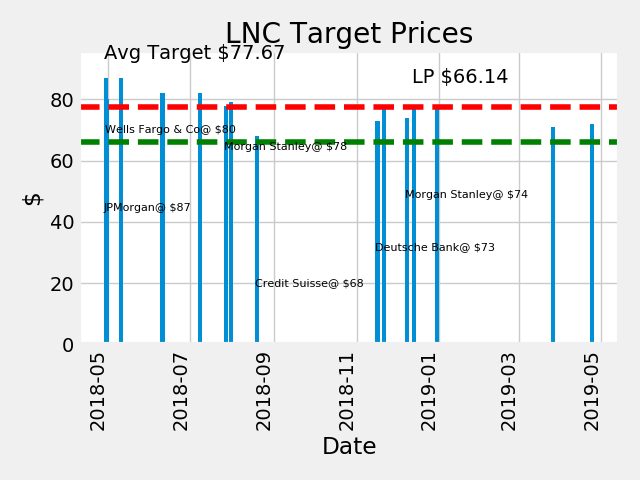 LNC Target Prices
Avg Target $77.67
LP $66.14
80
Wells Fargo & Co@ $80
Morgan Stanley@ $78
60
Morgan Stanley@ $74
JPMorgan@ $87
$
40
Deutsche Bank@ $73
Credit Suisse@ $68
20
0
2018-05
2018-07
2018-09
2018-11
2019-01
2019-03
2019-05
Date